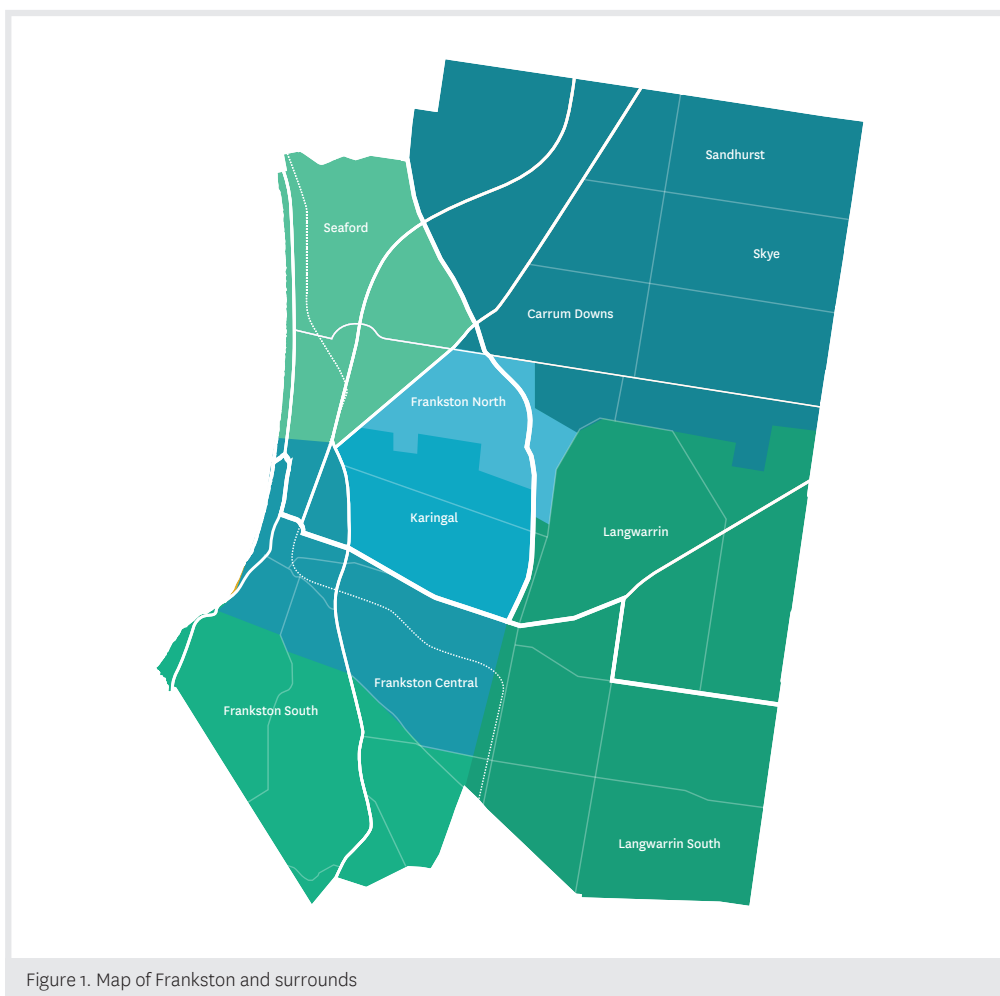 Sandhurst
Seaford
Skye
Carrum Downs
Frankston North
Karingal
Langwarrin
Frankston Central
Frankston South
Langwarrin South
Figure 1. Map of Frankston and surrounds